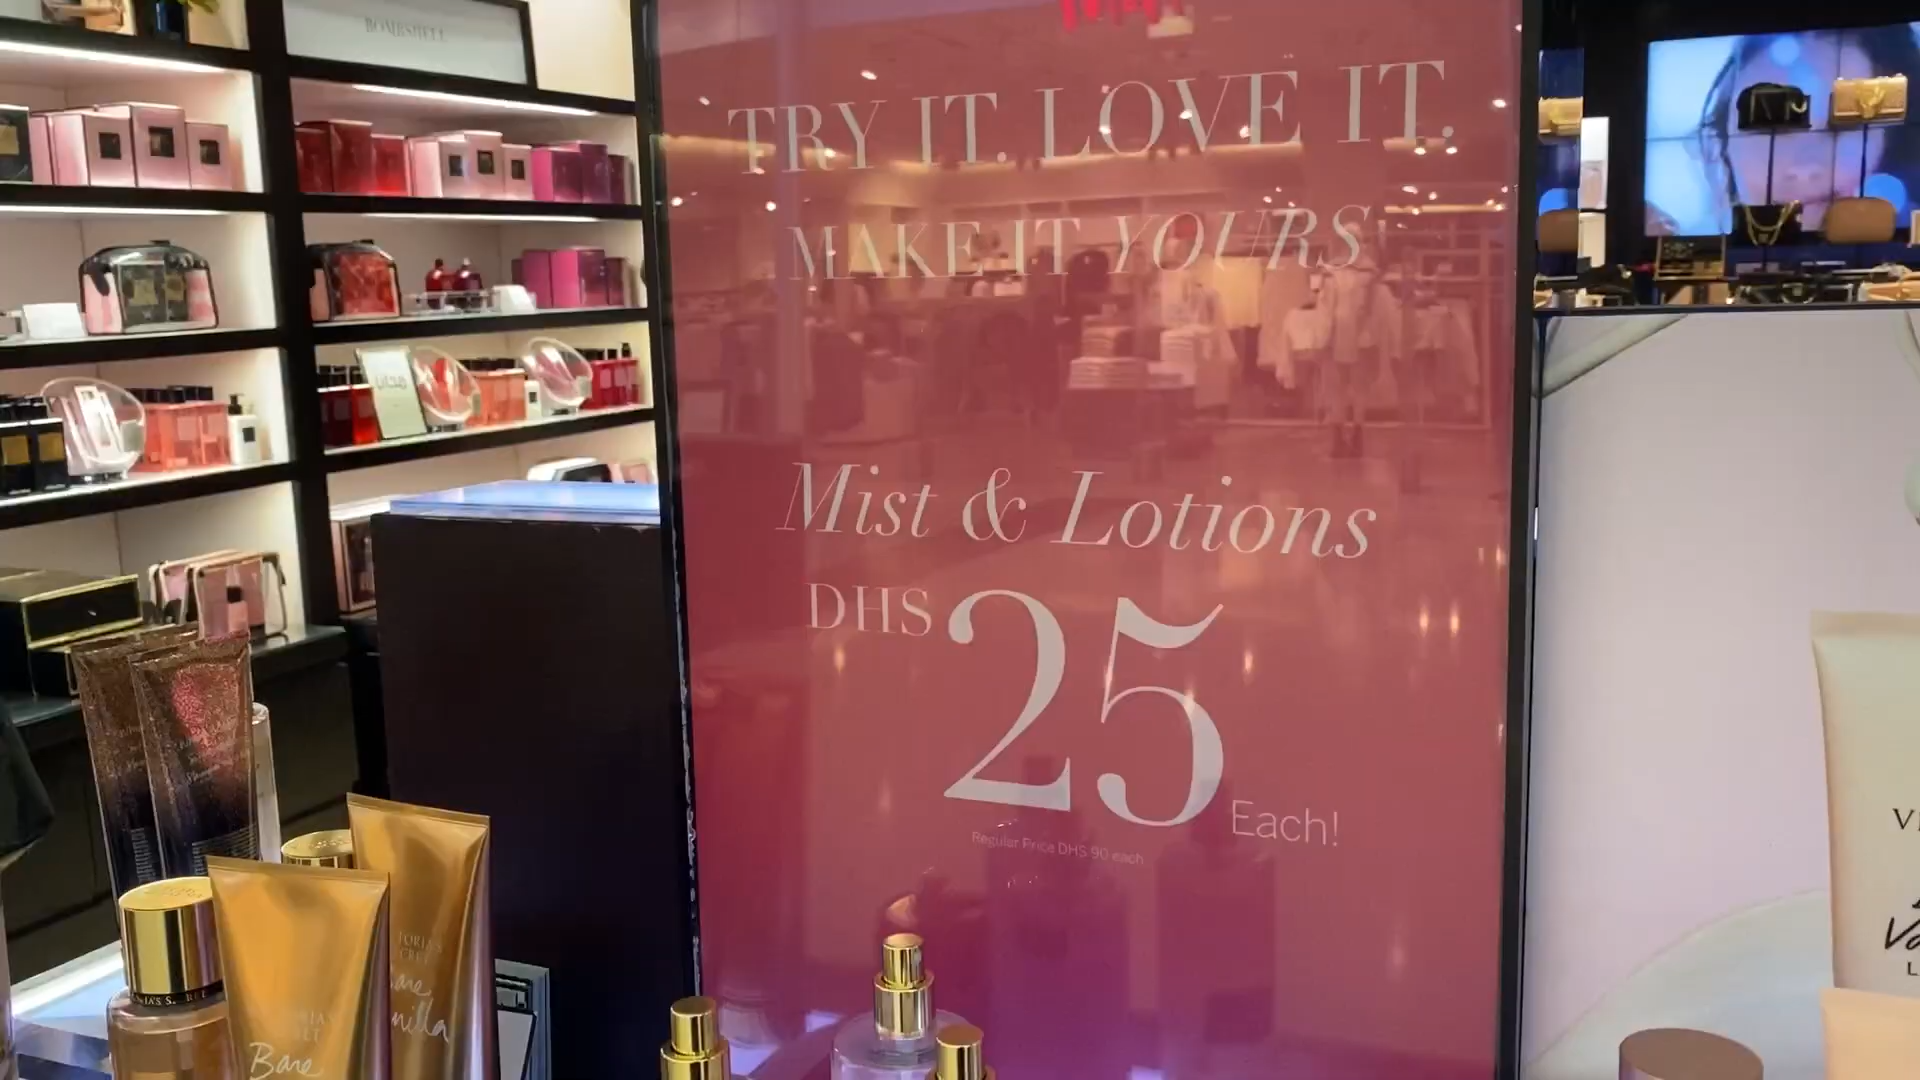 BOMBSHELL
TRY IT. LOVE IT.
MAKE IT YOURS
Mist & Lotions
DHS 25 Each!
Regular Price DHS 90 each
Bare